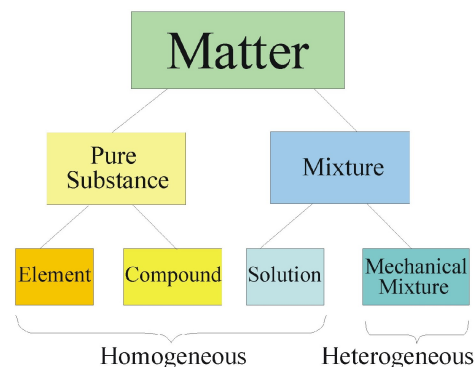 Matter
Pure
Substance
Mixture
Element
Compound
Solution
Mechanical
Mixture
Homogeneous
Heterogeneous